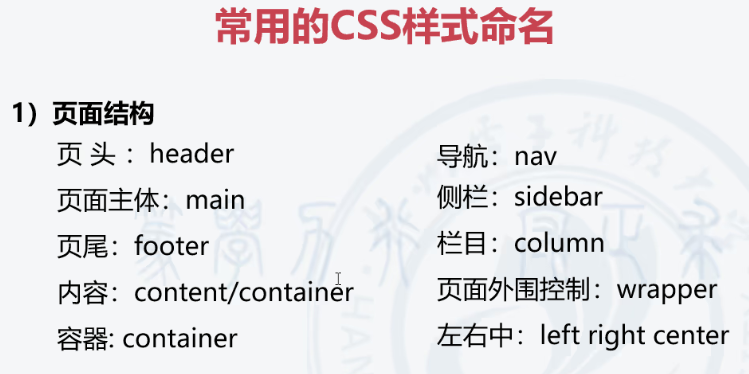 常用的CSS样式命名
1）页面结构
页 头 ：header
页面主体：main
页尾：footer
内容：content/container
容器: container
导航：nav
侧栏：sidebar
栏目：column
页面外围控制：wrapper
左右中：left right center